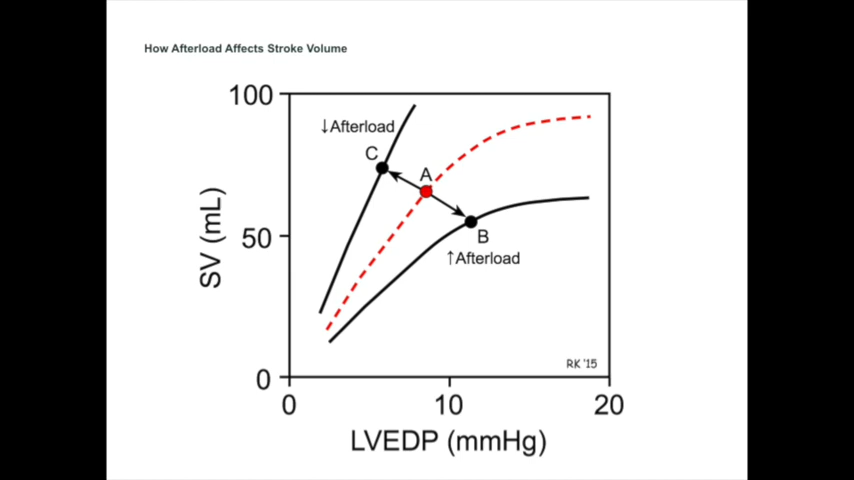 How Afterload Affects Stroke Volume
100
↓Afterload
C
A
SV (mL)
50
B
↑Afterload
RK '15
0
0
10
20
LVEDP (mmHg)